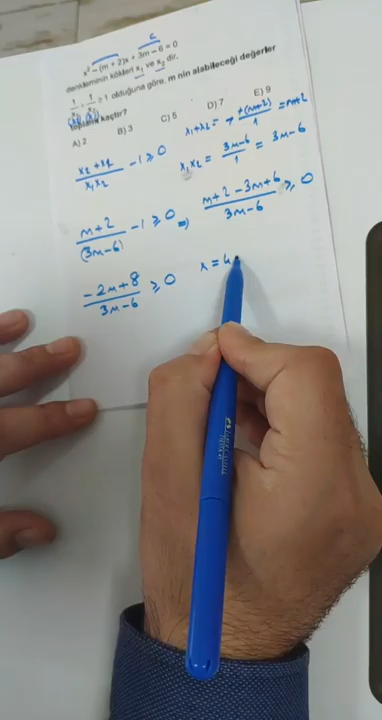 c
x² - (m + 2)x + 3m - 6 = 0
denkleminin kökleri x₁ ve x₂ dir.
1/x₁ + 1/x₂ ≥ 1 olduğuna göre, m nin alabileceği değerler
(x₂) (x₁)
toplamı kaçtır?
A) 2 B) 3 C) 5 D) 7 E) 9
x₁+x₂ = - +(m+2)/1 = m+2
(x₂ + x₁)/(x₁x₂) - 1 ≥ 0
x₁x₂ = (3m-6)/1 = 3m-6
(m+2)/(3m-6) - 1 ≥ 0 ⇒ (m+2-3m+6)/(3m-6) ≥ 0
(-2m+8)/(3m-6) ≥ 0
x = 4